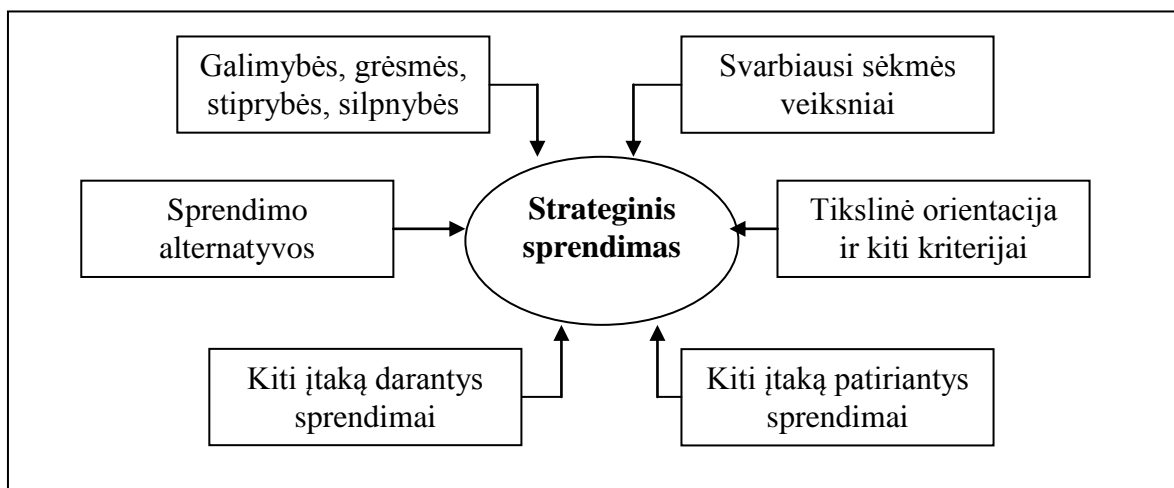 Galimybės, grėsmės,
stiprybės, silpnybės
Svarbiausi sėkmės
veiksniai
Sprendimo
alternatyvos
Strateginis
sprendimas
Tikslinė orientacija
ir kiti kriterijai
Kiti įtaką darantys
sprendimai
Kiti įtaką patiriantys
sprendimai